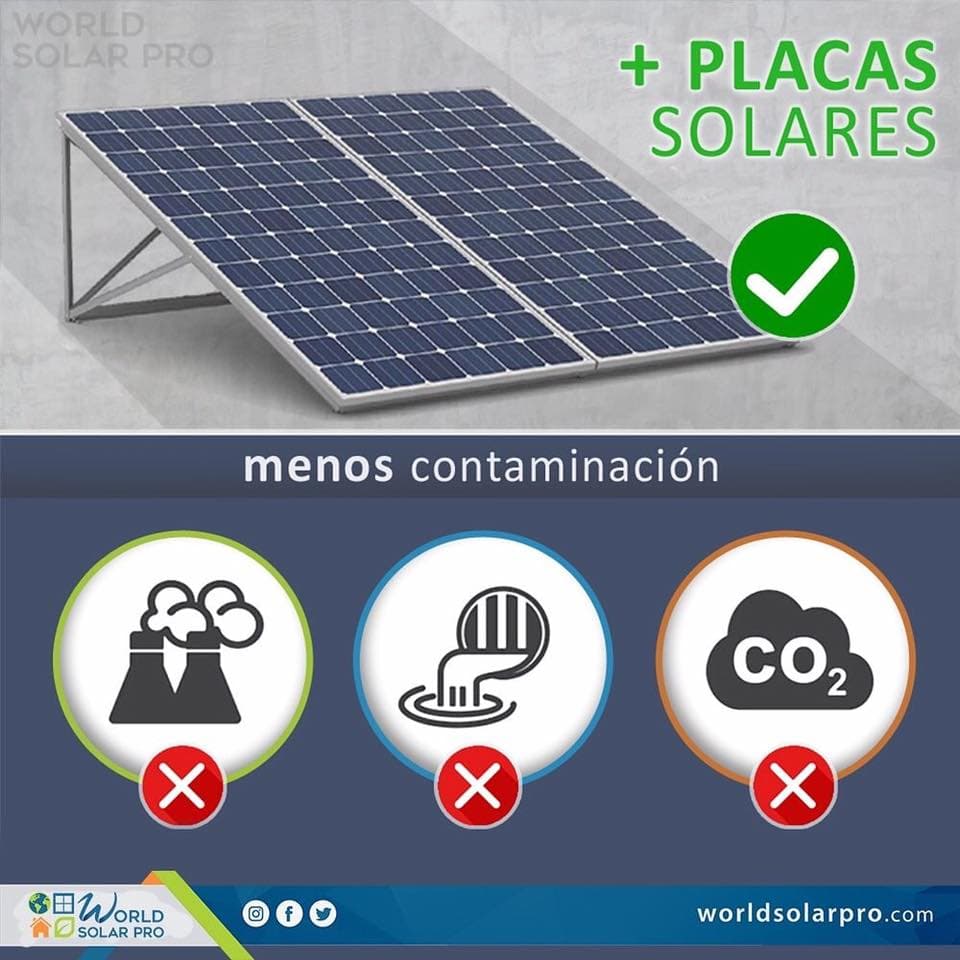 WORLD
SOLAR PRO
+ PLACAS
SOLARES
menos contaminación
CO₂
WORLD
SOLAR PRO
worldsolarpro.com